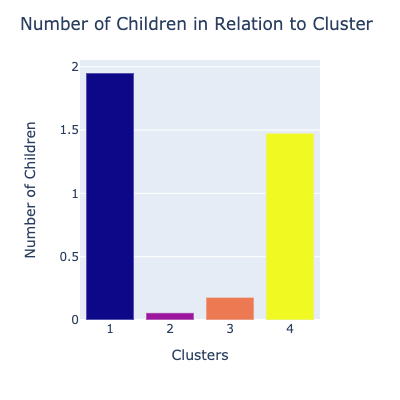 Number of Children in Relation to Cluster
Number of Children
2
1.5
1
0.5
0
1 2 3 4
Clusters